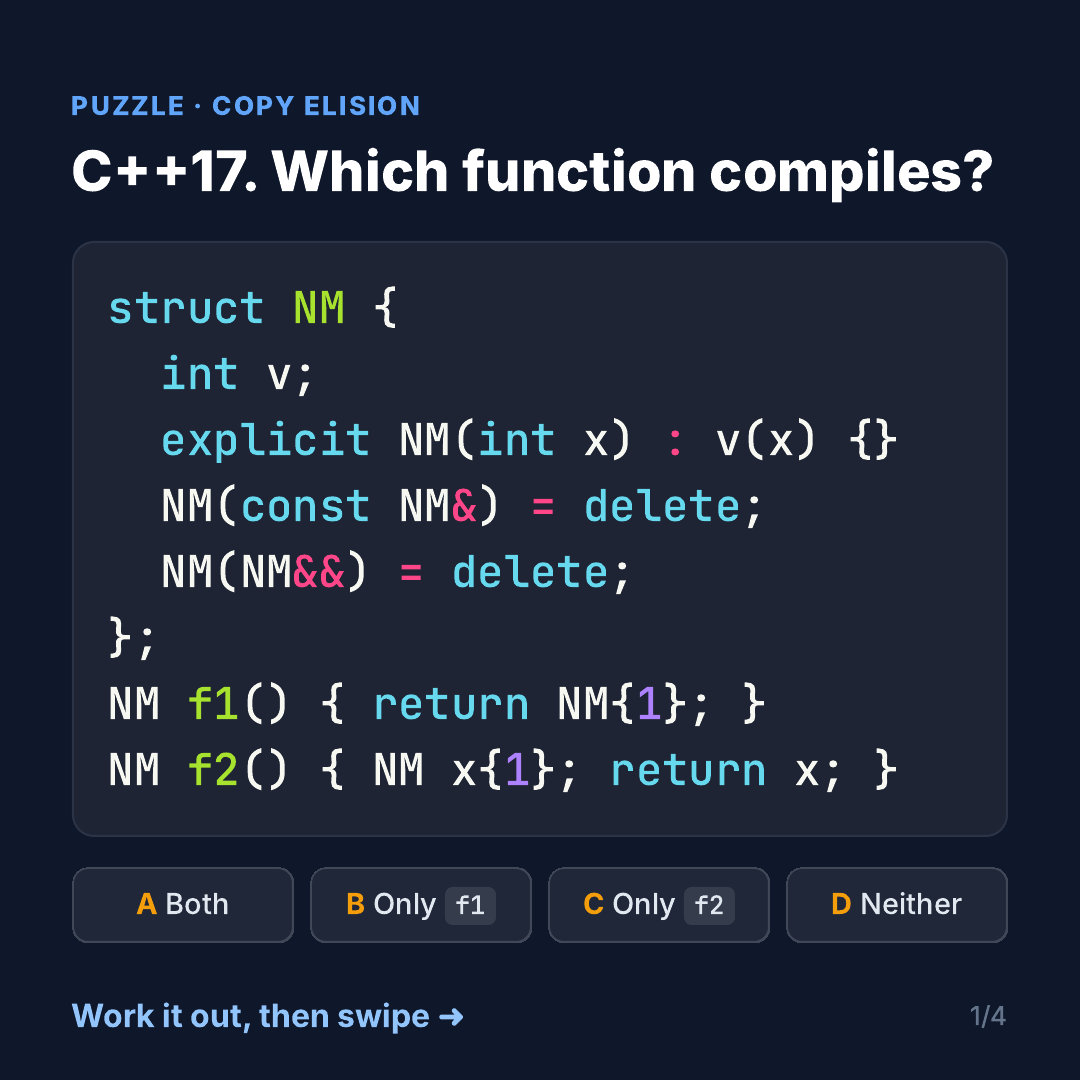 PUZZLE · COPY ELISION
C++17. Which function compiles?
struct NM {
  int v;
  explicit NM(int x) : v(x) {}
  NM(const NM&) = delete;
  NM(NM&&) = delete;
};
NM f1() { return NM{1}; }
NM f2() { NM x{1}; return x; }
A Both
B Only f1
C Only f2
D Neither
Work it out, then swipe ➜
1/4